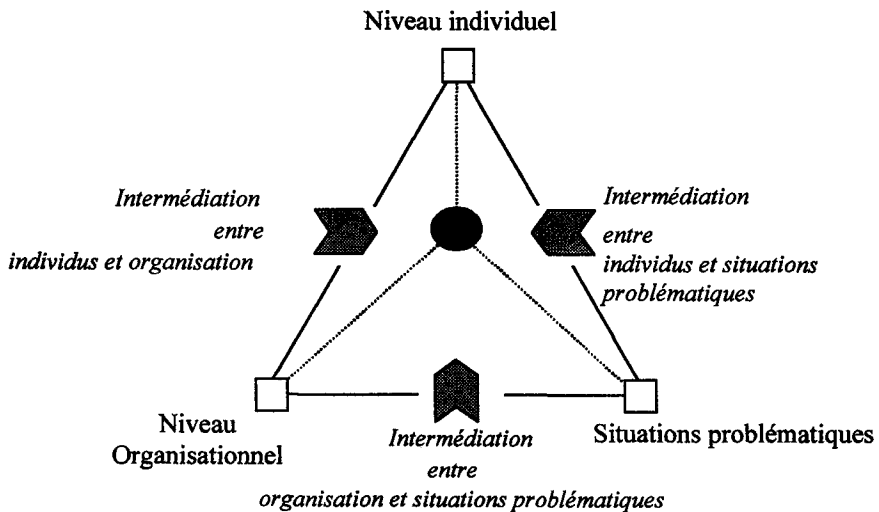 Niveau individuel
Intermédiation
entre
individus et organisation
Intermédiation
entre
individus et situations
problématiques
Niveau
Organisationnel
Intermédiation
entre
organisation et situations problématiques
Situations problématiques